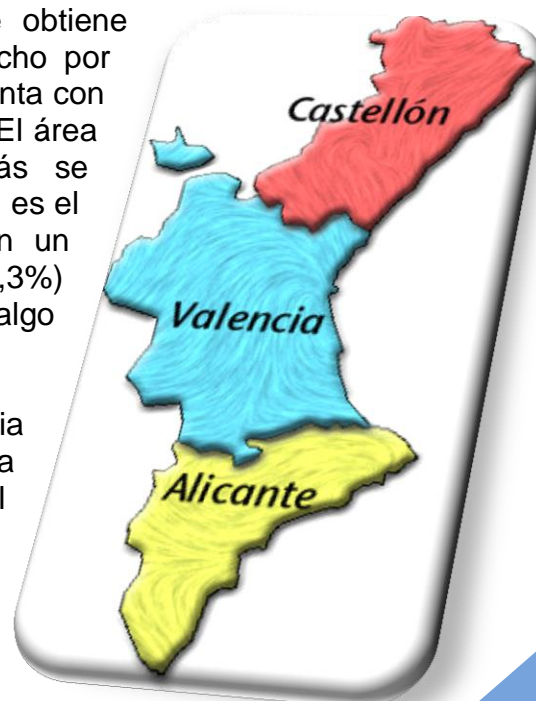 obtiene
cho por
nta con
El área
ás se
es el
n un
,3%)
algo
ia
a
l
Castellón
Valencia
Alicante